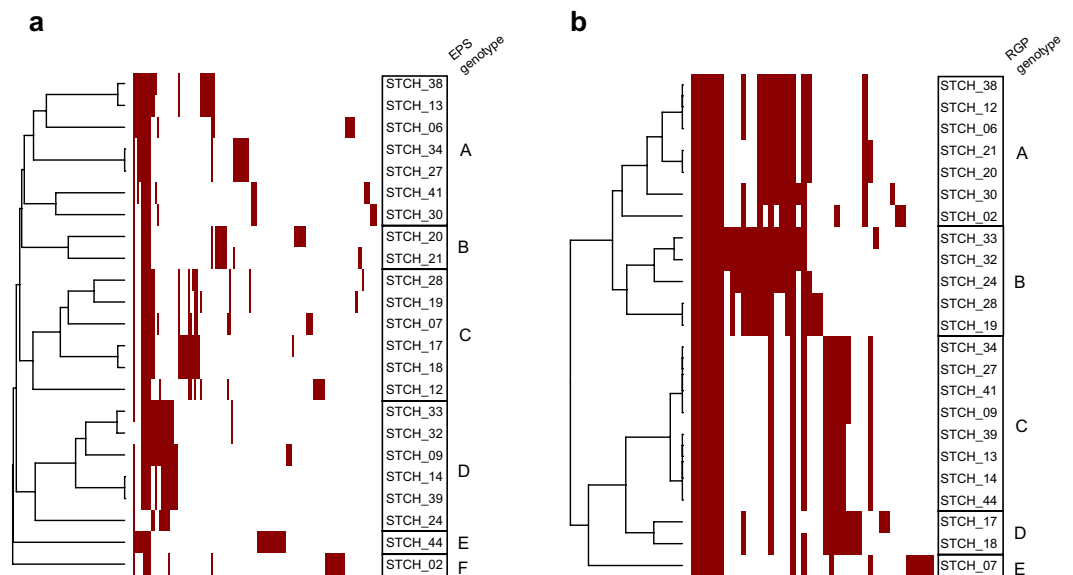 a
EPS
genotype
STCH_38
STCH_13
STCH_06
STCH_34
STCH_27
STCH_41
STCH_30
A
STCH_20
STCH_21
B
STCH_28
STCH_19
STCH_07
STCH_17
STCH_18
STCH_12
C
STCH_33
STCH_32
STCH_09
STCH_14
STCH_39
STCH_24
D
STCH_44
E
STCH_02
F
b
RGP
genotype
STCH_38
STCH_12
STCH_06
STCH_21
STCH_20
STCH_30
STCH_02
A
STCH_33
STCH_32
STCH_24
STCH_28
STCH_19
B
STCH_34
STCH_27
STCH_41
STCH_09
STCH_39
STCH_13
STCH_14
STCH_44
C
STCH_17
STCH_18
D
STCH_07
E